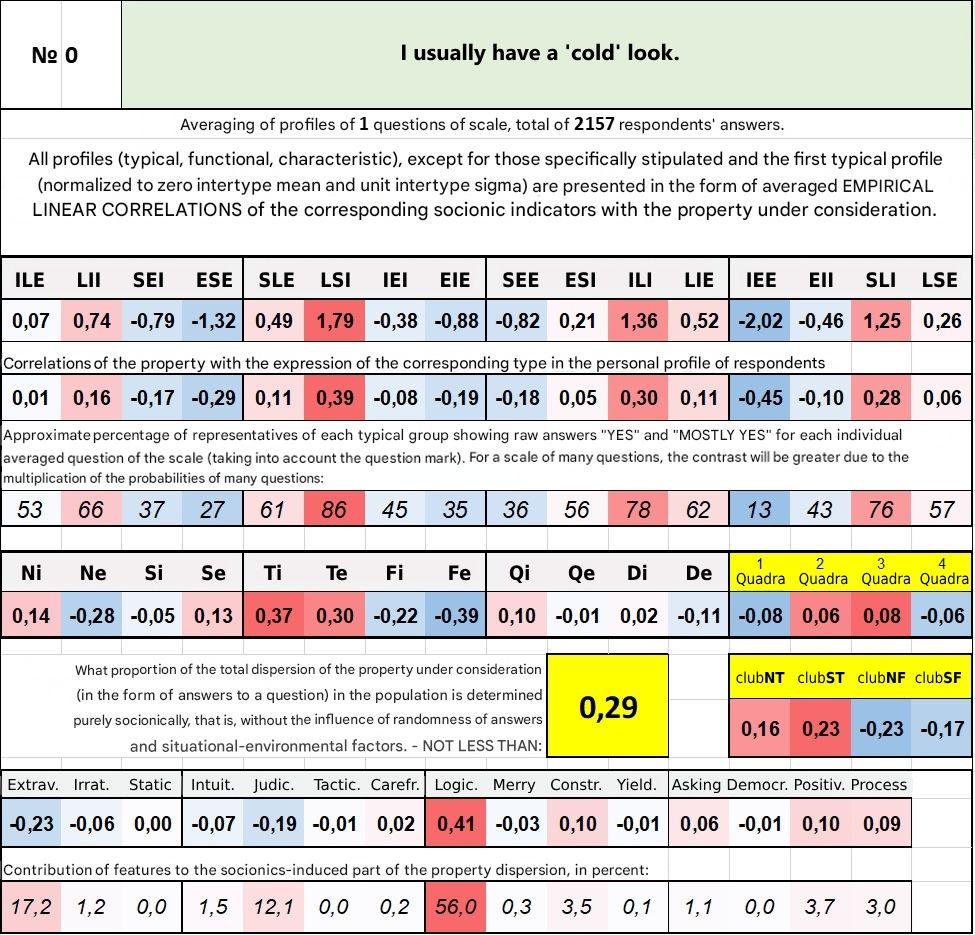 № 0
I usually have a 'cold' look.
Averaging of profiles of 1 questions of scale, total of 2157 respondents' answers.
All profiles (typical, functional, characteristic), except for those specifically stipulated and the first typical profile
(normalized to zero intertype mean and unit intertype sigma) are presented in the form of averaged EMPIRICAL
LINEAR CORRELATIONS of the corresponding socionic indicators with the property under consideration.
ILE LII SEI ESE SLE LSI IEI EIE SEE ESI ILI LIE IEE EII SLI LSE
0,07 0,74 -0,79 -1,32 0,49 1,79 -0,38 -0,88 -0,82 0,21 1,36 0,52 -2,02 -0,46 1,25 0,26
Correlations of the property with the expression of the corresponding type in the personal profile of respondents
0,01 0,16 -0,17 -0,29 0,11 0,39 -0,08 -0,19 -0,18 0,05 0,30 0,11 -0,45 -0,10 0,28 0,06
Approximate percentage of representatives of each typical group showing raw answers "YES" and "MOSTLY YES" for each individual
averaged question of the scale (taking into account the question mark). For a scale of many questions, the contrast will be greater due to the
multiplication of the probabilities of many questions:
53 66 37 27 61 86 45 35 36 56 78 62 13 43 76 57
Ni Ne Si Se Ti Te Fi Fe Qi Qe Di De 1 Quadra 2 Quadra 3 Quadra 4 Quadra
0,14 -0,28 -0,05 0,13 0,37 0,30 -0,22 -0,39 0,10 -0,01 0,02 -0,11 -0,08 0,06 0,08 -0,06
What proportion of the total dispersion of the property under consideration
(in the form of answers to a question) in the population is determined
purely socionically, that is, without the influence of randomness of answers
and situational-environmental factors. - NOT LESS THAN:
0,29
clubNT clubST clubNF clubSF
0,16 0,23 -0,23 -0,17
Extrav. Irrat. Static Intuit. Judic. Tactic. Carefr. Logic. Merry Constr. Yield. Asking Democr. Positiv. Process
-0,23 -0,06 0,00 -0,07 -0,19 -0,01 0,02 0,41 -0,03 0,10 -0,01 0,06 -0,01 0,10 0,09
Contribution of features to the socionics-induced part of the property dispersion, in percent:
17,2 1,2 0,0 1,5 12,1 0,0 0,2 56,0 0,3 3,5 0,1 1,1 0,0 3,7 3,0